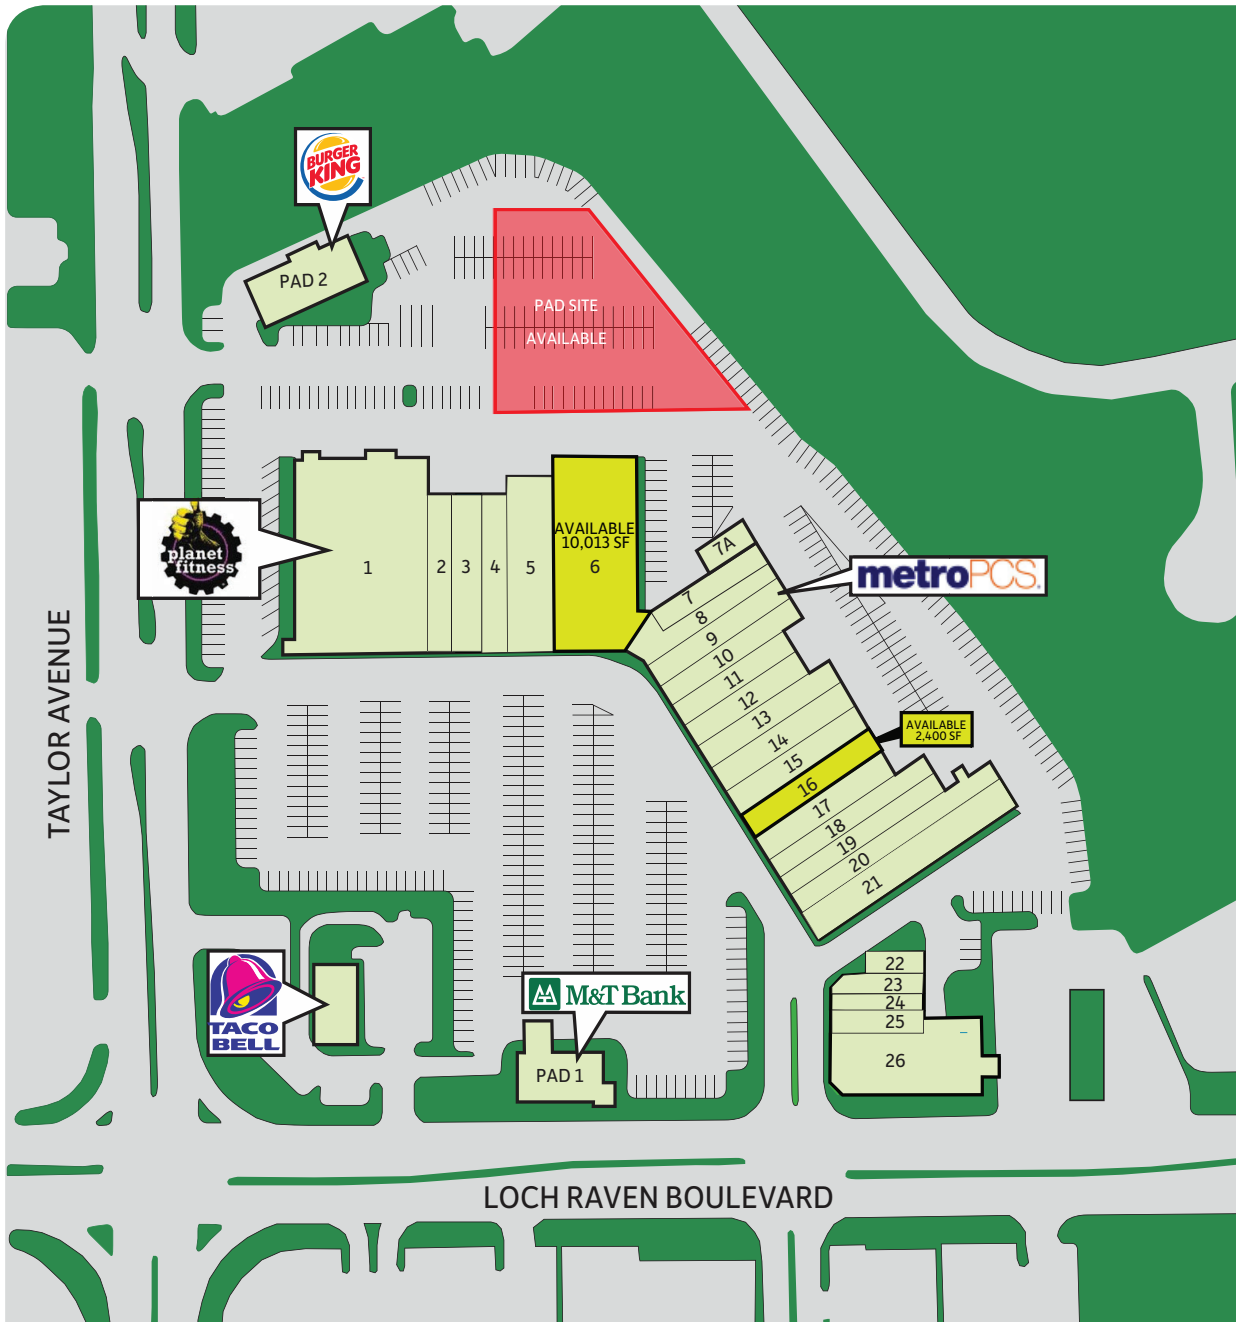 BURGER
KING
PAD 2
PAD SITE
AVAILABLE
planet
fitness
1
2
3
4
5
AVAILABLE
10,013 SF
6
7A
metroPCS.
7
8
9
10
11
12
13
14
15
16
17
18
19
20
21
AVAILABLE
2,400 SF
TAYLOR AVENUE
TACO
BELL
M&T Bank
PAD 1
22
23
24
25
26
LOCH RAVEN BOULEVARD